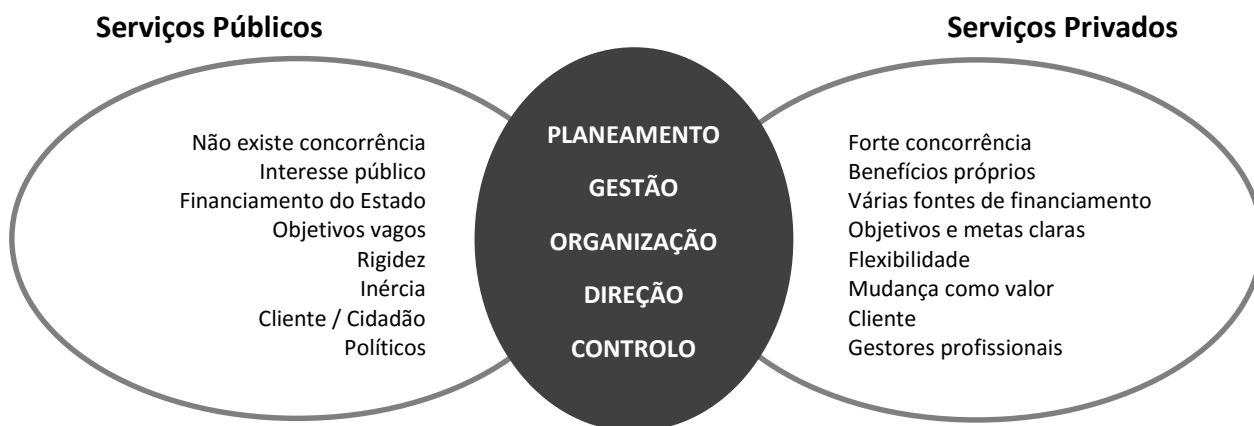 Serviços Públicos
Serviços Privados
Não existe concorrência
Interesse público
Financiamento do Estado
Objetivos vagos
Rigidez
Inércia
Cliente / Cidadão
Políticos
PLANEAMENTO
GESTÃO
ORGANIZAÇÃO
DIREÇÃO
CONTROLO
Forte concorrência
Benefícios próprios
Várias fontes de financiamento
Objetivos e metas claras
Flexibilidade
Mudança como valor
Cliente
Gestores profissionais